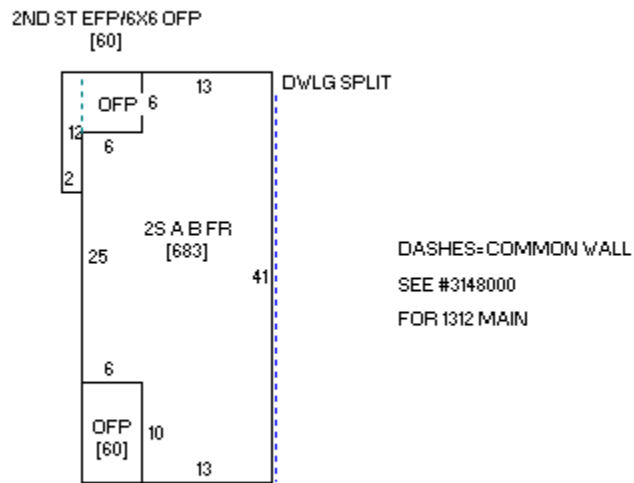 2ND ST EFP/6X6 OFP
[60]
13
DWLG SPLIT
OFP
6
12
6
2
2S A B FR
[683]
25
41
DASHES=COMMON WALL
SEE #3148000
FOR 1312 MAIN
6
OFP
[60]
10
13